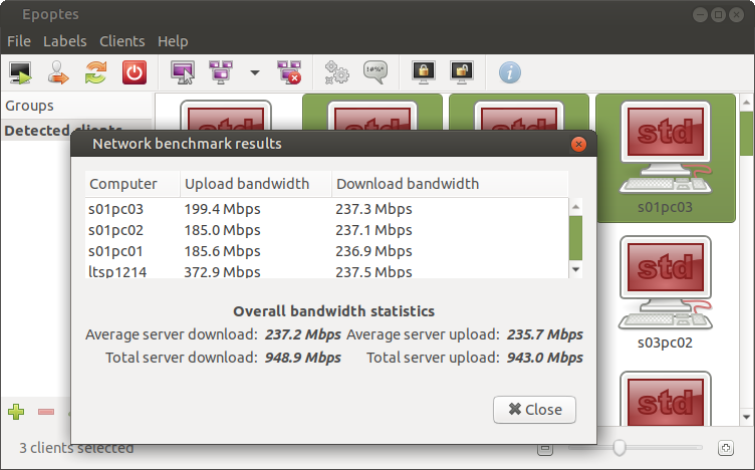 Epoptes
File Labels Clients Help
Groups
Detected clients
std
s01pc03
std
s03pc02
std
Network benchmark results
Computer Upload bandwidth Download bandwidth
s01pc03 199.4 Mbps 237.3 Mbps
s01pc02 185.0 Mbps 237.1 Mbps
s01pc01 185.6 Mbps 236.9 Mbps
ltsp1214 372.9 Mbps 237.5 Mbps
Overall bandwidth statistics
Average server download: 237.2 Mbps Average server upload: 235.7 Mbps
Total server download: 948.9 Mbps Total server upload: 943.0 Mbps
Close
3 clients selected